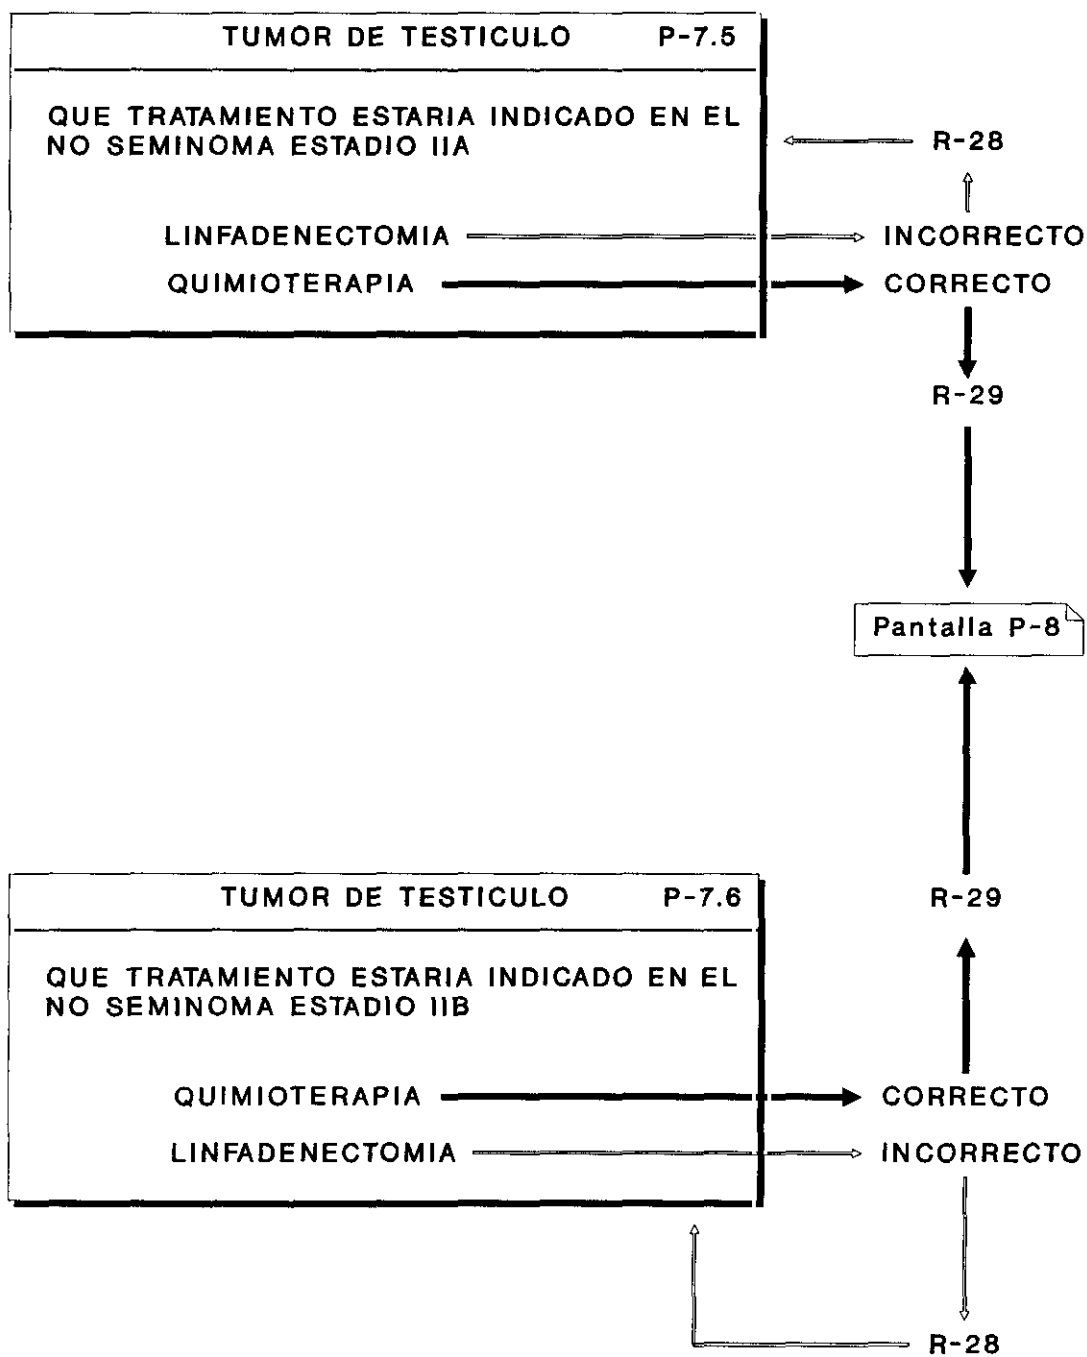 TUMOR DE TESTICULO P-7.5
QUE TRATAMIENTO ESTARIA INDICADO EN EL
NO SEMINOMA ESTADIO IIA
R-28
LINFADENECTOMIA INCORRECTO
QUIMIOTERAPIA CORRECTO
R-29
Pantalla P-8
TUMOR DE TESTICULO P-7.6
R-29
QUE TRATAMIENTO ESTARIA INDICADO EN EL
NO SEMINOMA ESTADIO IIB
QUIMIOTERAPIA CORRECTO
LINFADENECTOMIA INCORRECTO
R-28